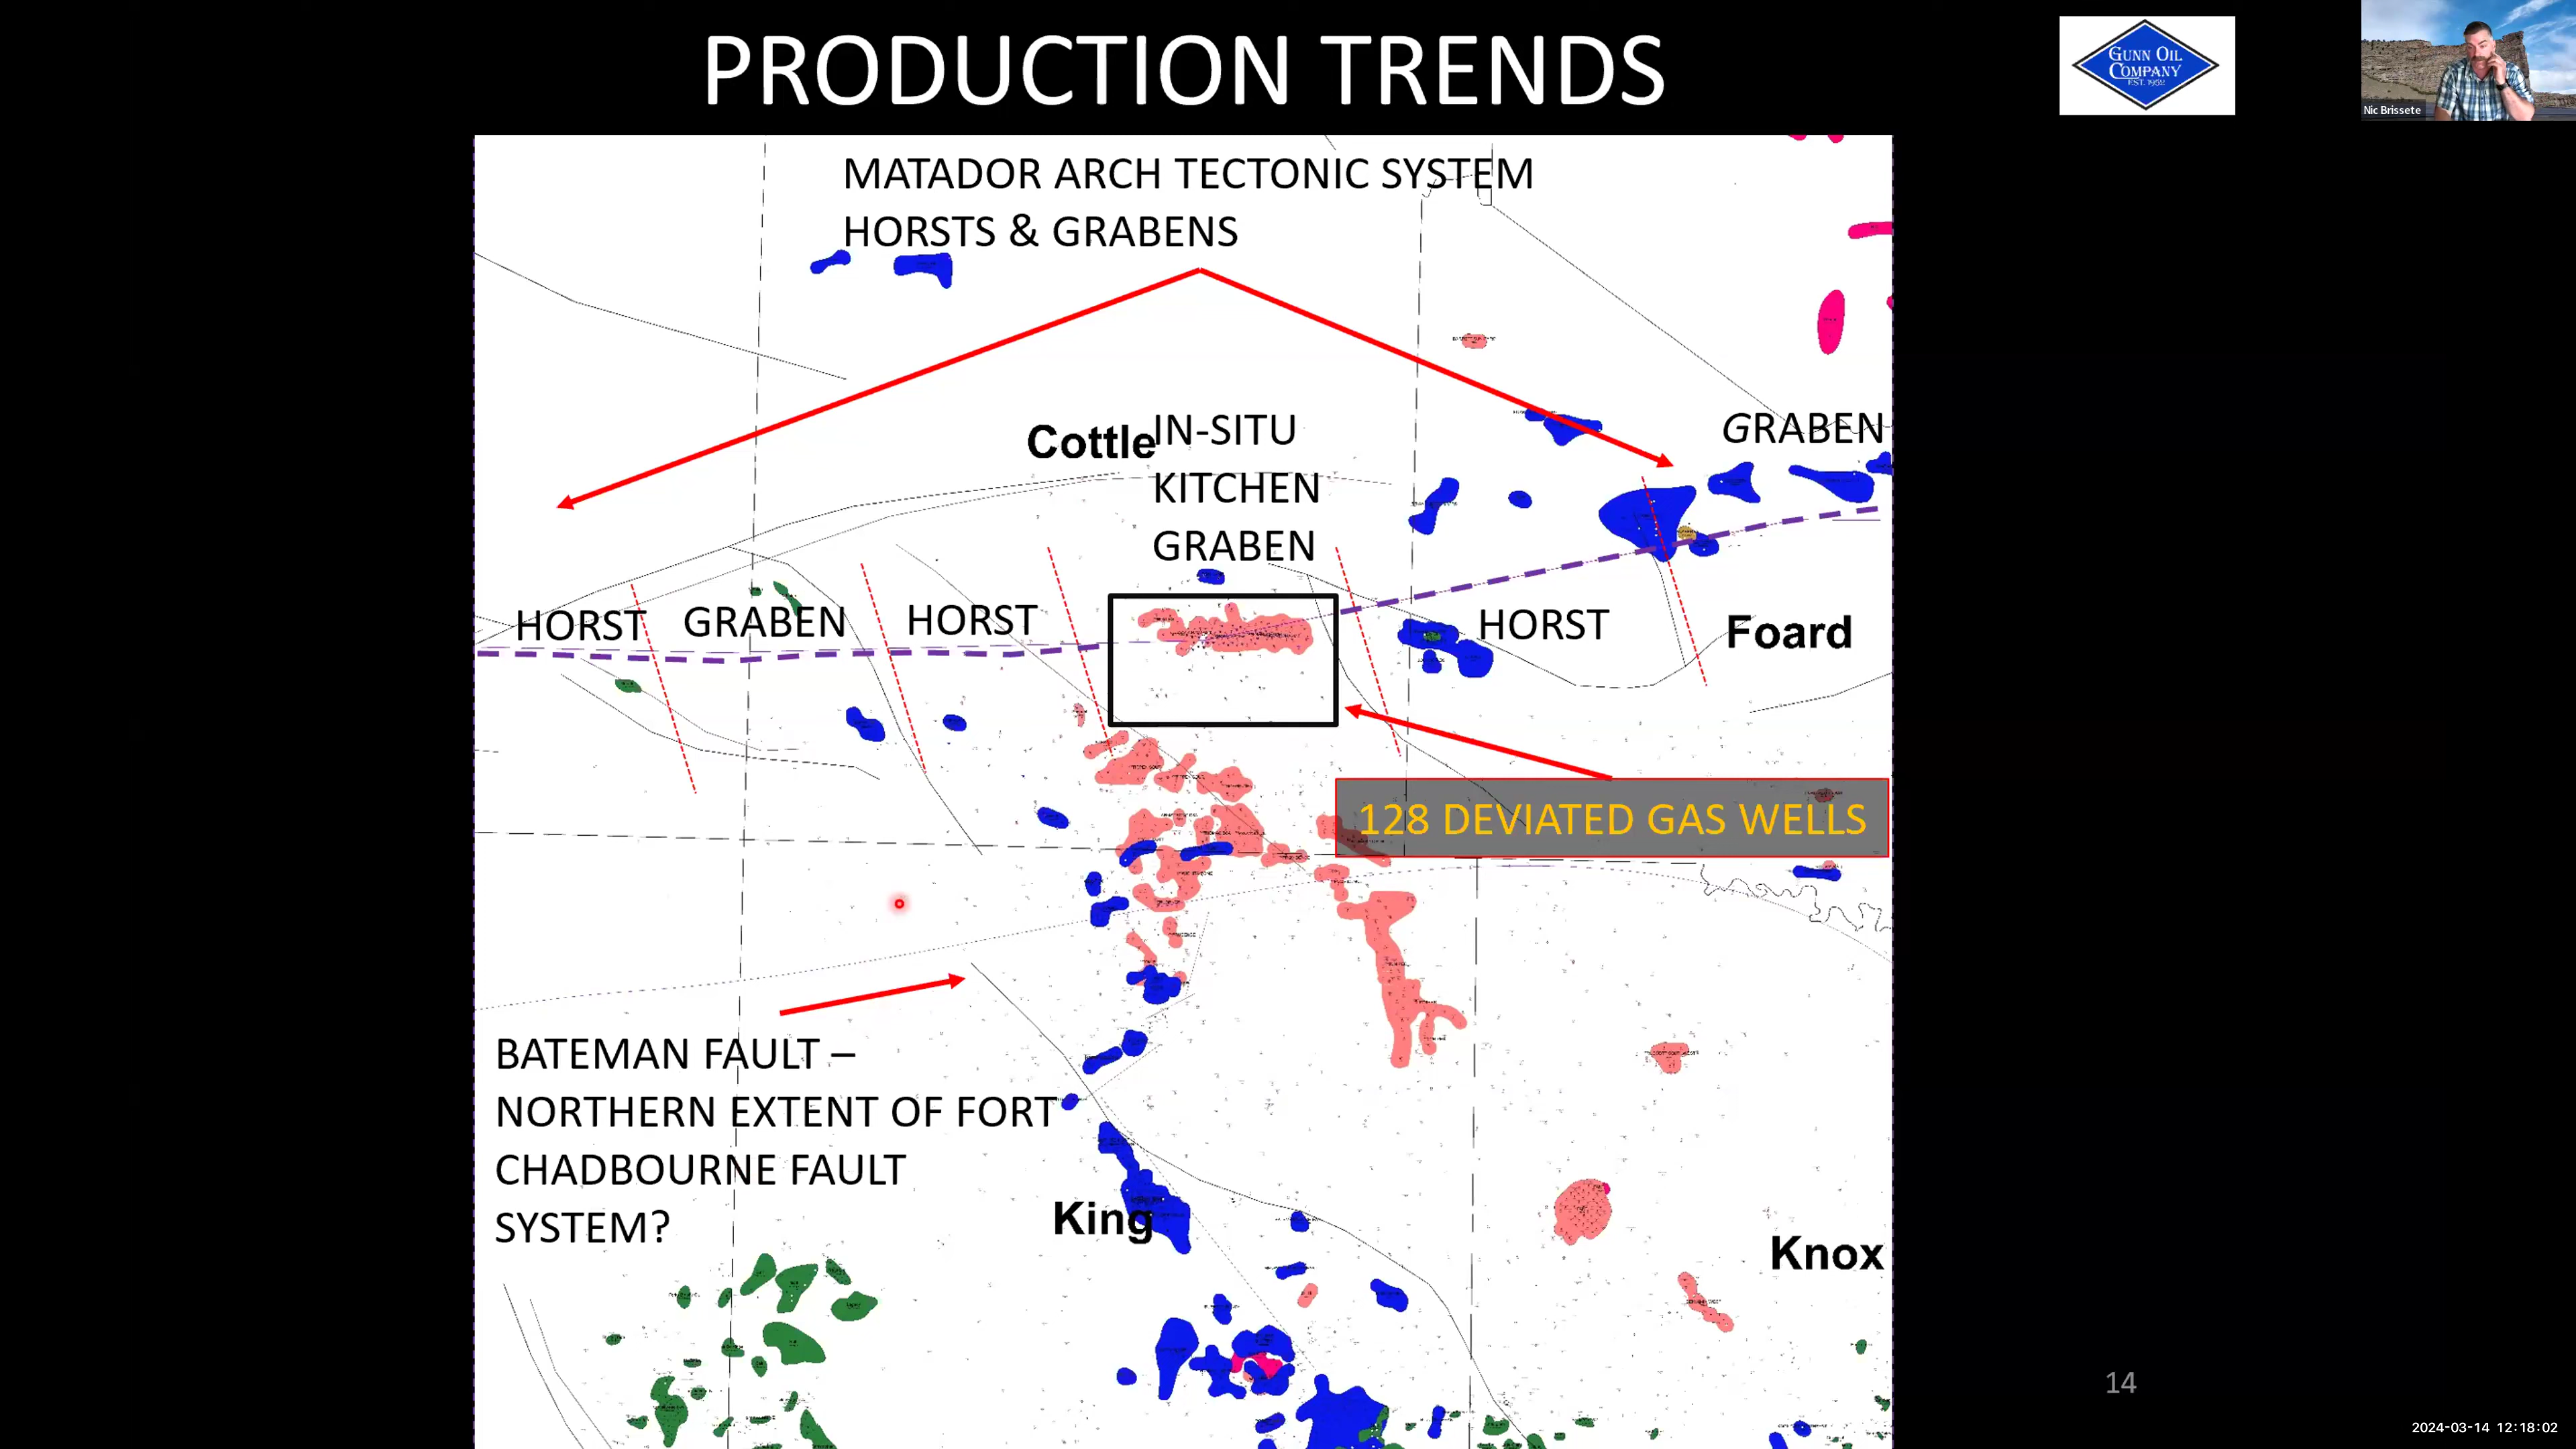 PRODUCTION TRENDS
GUNN OIL
COMPANY
EST. 1952
Nic Brissete
MATADOR ARCH TECTONIC SYSTEM
HORSTS & GRABENS
Cottle
IN-SITU
KITCHEN
GRABEN
GRABEN
HORST
GRABEN
HORST
HORST
Foard
128 DEVIATED GAS WELLS
BATEMAN FAULT –
NORTHERN EXTENT OF FORT
CHADBOURNE FAULT
SYSTEM?
King
Knox
14
2024-03-14 12:18:02